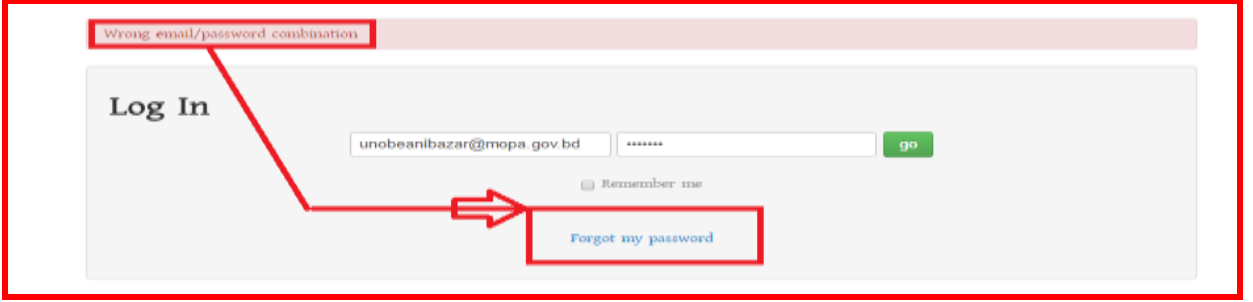 Wrong email/password combination
Log In
unobeanibazar@mopa.gov.bd ••••••• go
Remember me
Forgot my password